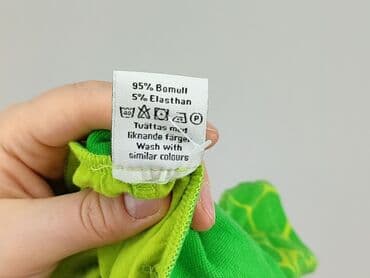 95% Bomull
5% Elasthan
Tvättas med
liknande färger
Wash with
similar colours